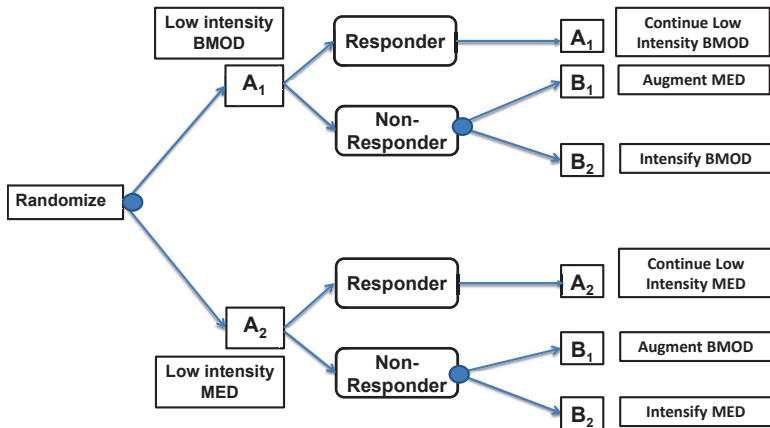 Low intensity
BMOD
A₁
Responder
A₁
Continue Low
Intensity BMOD
Non-
Responder
B₁
Augment MED
B₂
Intensify BMOD
Randomize
A₂
Low intensity
MED
Responder
A₂
Continue Low
Intensity MED
Non-
Responder
B₁
Augment BMOD
B₂
Intensify MED